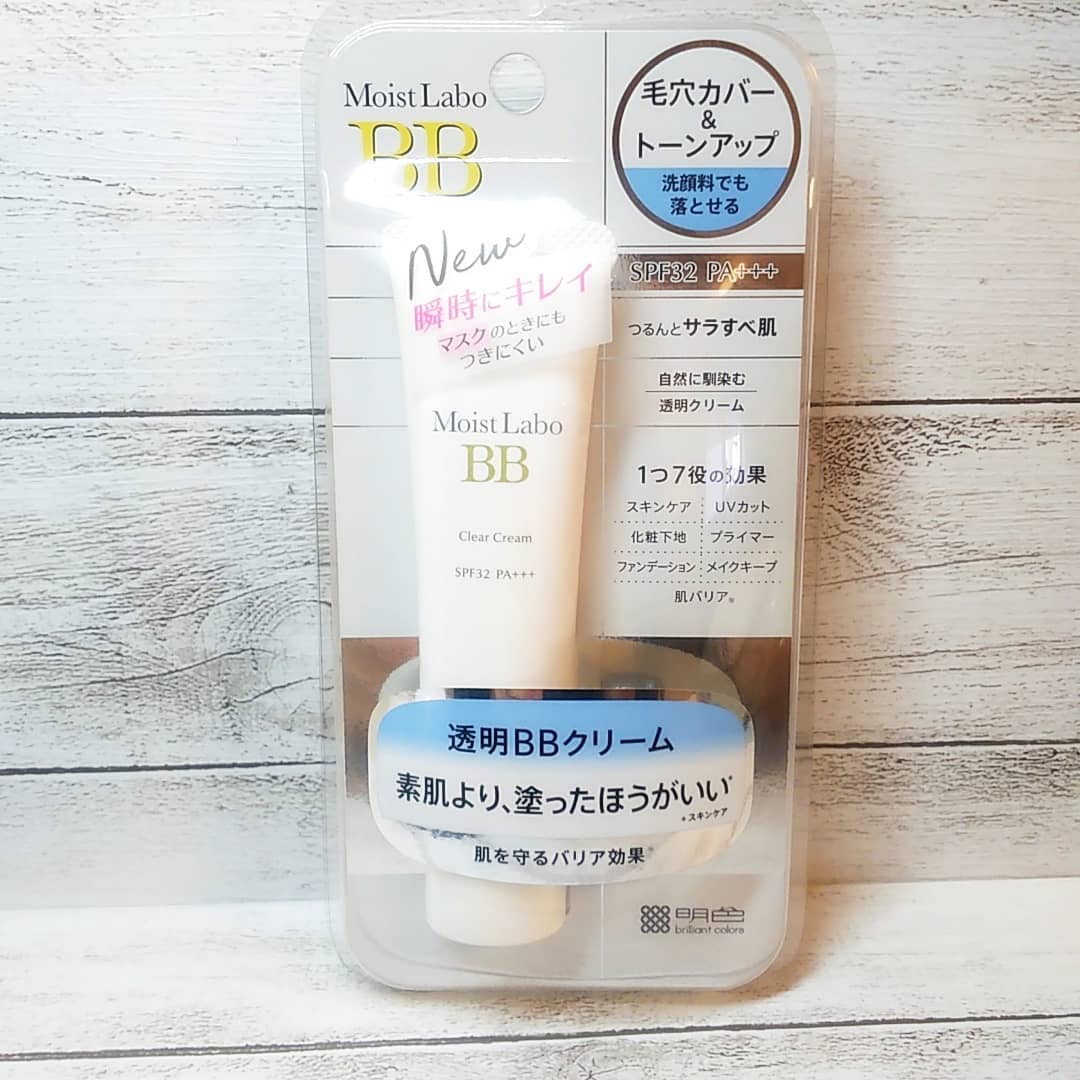 Moist Labo
BB
毛穴カバー
&
トーンアップ
洗顔料でも
落とせる
SPF32 PA+++
つるんとサラすべ肌
自然に馴染む
透明クリーム
1つ7役の効果
スキンケア UVカット
化粧下地 プライマー
ファンデーション メイクキープ
肌バリア※
New
瞬時にキレイ
マスクのときにも
つきにくい
Moist Labo
BB
Clear Cream
SPF32 PA+++
透明BBクリーム
素肌より、塗ったほうがいい*
*スキンケア
肌を守るバリア効果
明色
brilliant colors